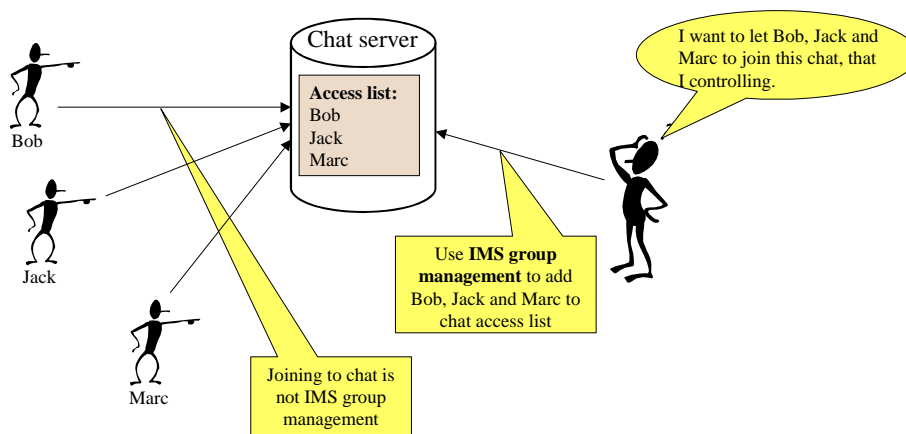 Chat server
Access list:
Bob
Jack
Marc
I want to let Bob, Jack and
Marc to join this chat, that
I controlling.
Bob
Jack
Marc
Use IMS group
management to add
Bob, Jack and Marc to
chat access list
Joining to chat is
not IMS group
management